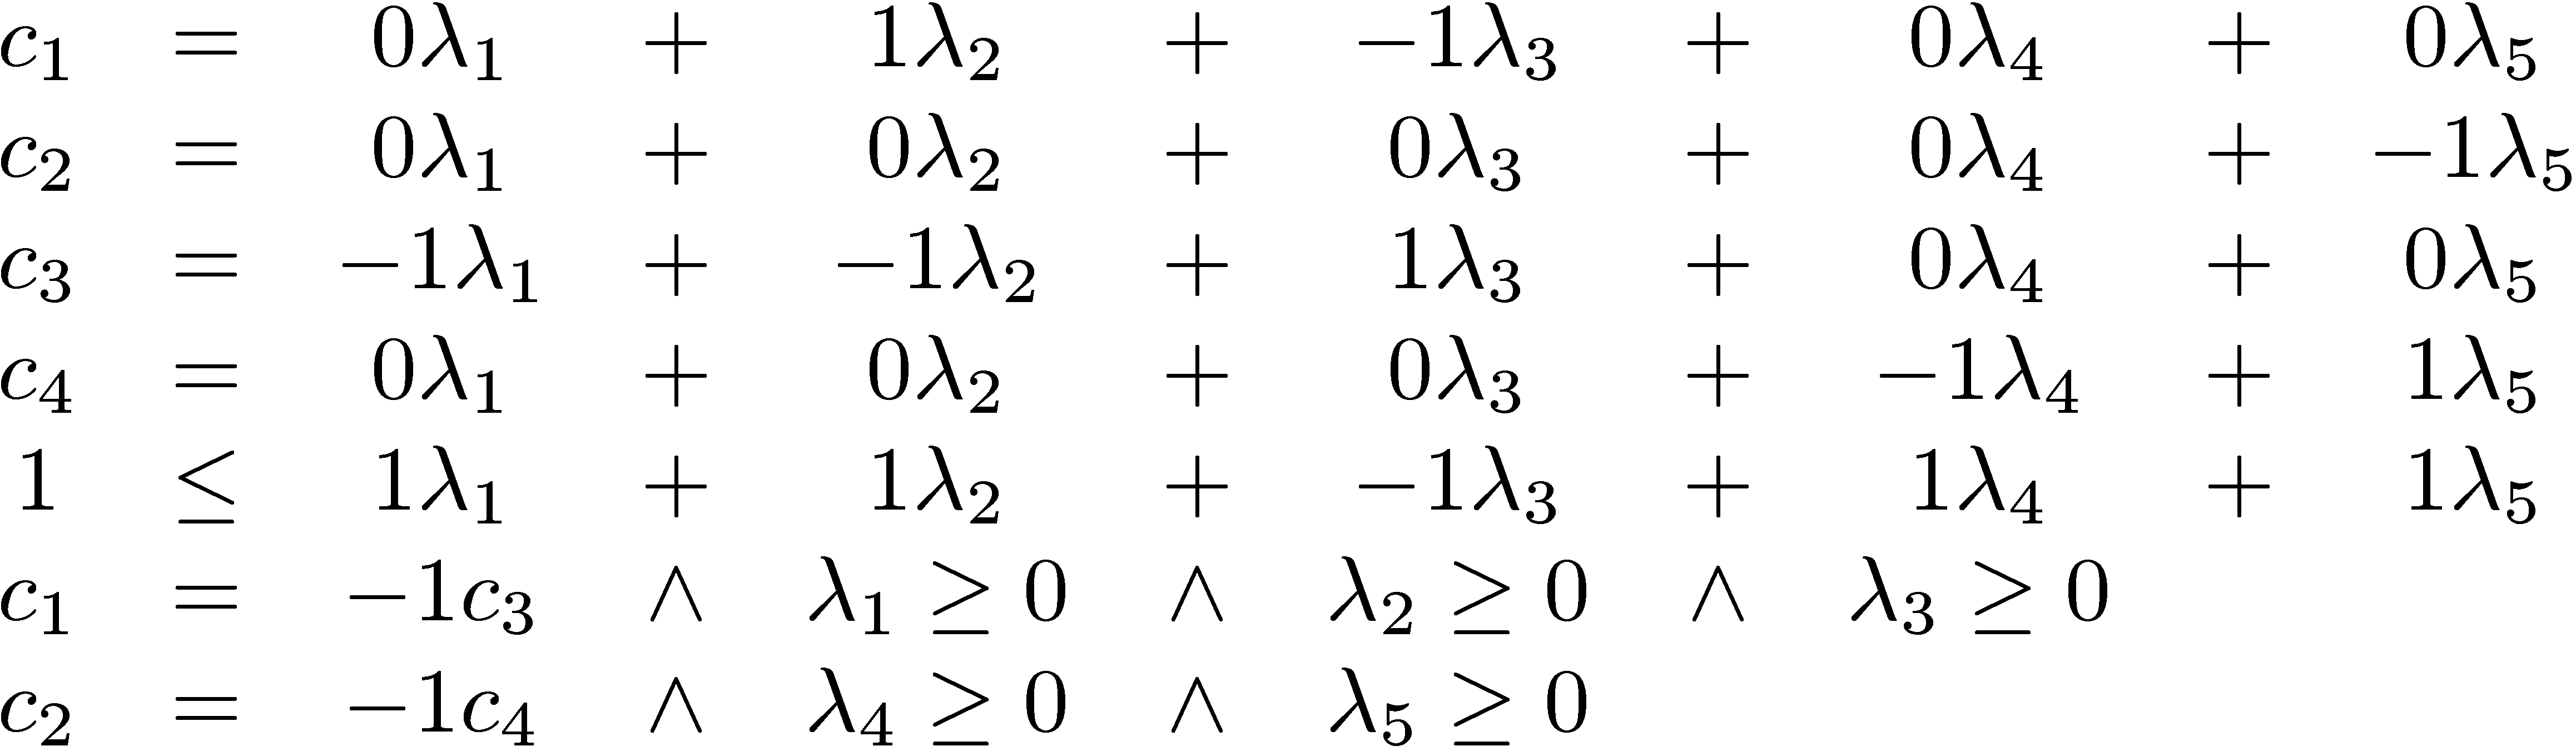 c₁ = 0λ₁ + 1λ₂ + −1λ₃ + 0λ₄ + 0λ₅
c₂ = 0λ₁ + 0λ₂ + 0λ₃ + 0λ₄ + −1λ₅
c₃ = −1λ₁ + −1λ₂ + 1λ₃ + 0λ₄ + 0λ₅
c₄ = 0λ₁ + 0λ₂ + 0λ₃ + −1λ₄ + 1λ₅
1 ≤ 1λ₁ + 1λ₂ + −1λ₃ + 1λ₄ + 1λ₅
c₁ = −1c₃ ∧ λ₁ ≥ 0 ∧ λ₂ ≥ 0 ∧ λ₃ ≥ 0
c₂ = −1c₄ ∧ λ₄ ≥ 0 ∧ λ₅ ≥ 0